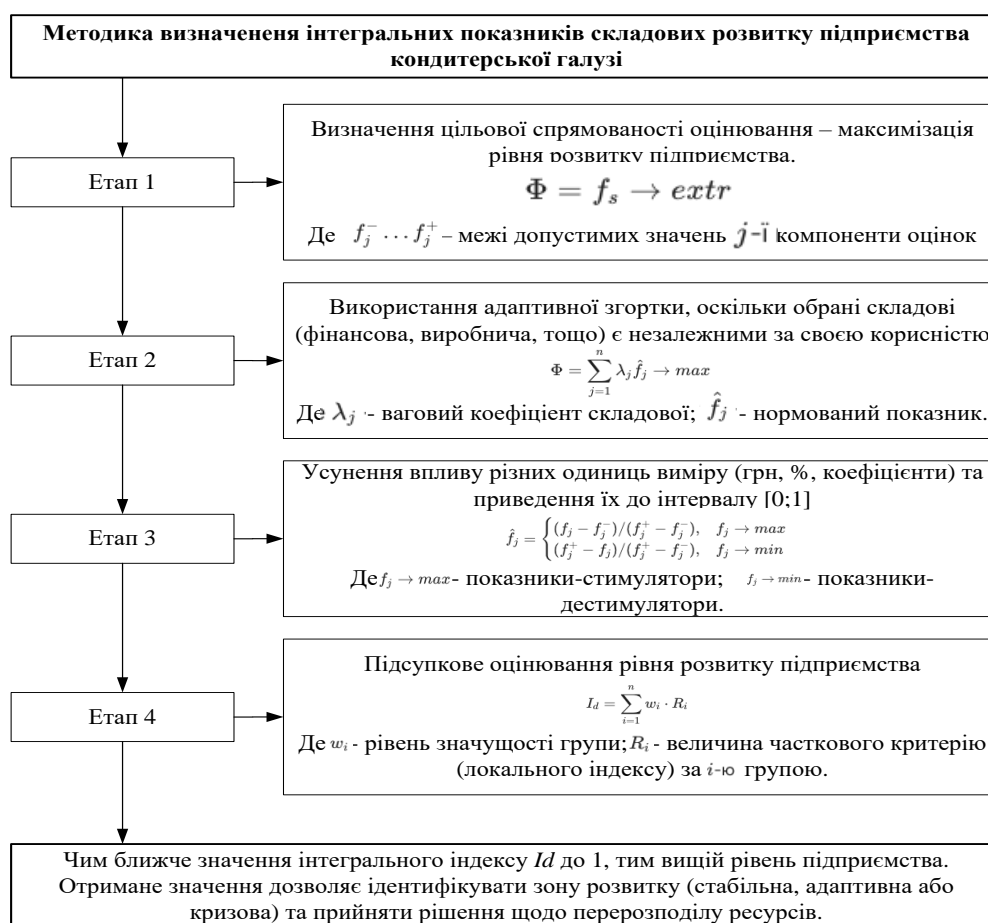 Методика визначененя інтегральних показників складових розвитку підприємства
кондитерської галузі
Етап 1
Визначення цільової спрямованості оцінювання – максимізація
рівня розвитку підприємства.
Φ = f_s → extr
Де f_j^- ⋯ f_j^+ – межі допустимих значень j-ї компоненти оцінок
Етап 2
Використання адаптивної згортки, оскільки обрані складові
(фінансова, виробнича, тощо) є незалежними за своєю корисністю
Φ = ∑_{j=1}^{n} λ_j f̂_j → max
Де λ_j - ваговий коефіцієнт складової; f̂_j - нормований показник.
Етап 3
Усунення впливу різних одиниць виміру (грн, %, коефіцієнти) та
приведення їх до інтервалу [0;1]
f̂_j = { (f_j − f_j^-)/(f_j^+ − f_j^-), f_j → max
(f_j^+ − f_j)/(f_j^+ − f_j^-), f_j → min
Де f_j → max - показники-стимулятори; f_j → min - показники-
дестимулятори.
Етап 4
Підсупкове оцінювання рівня розвитку підприємства
I_d = ∑_{i=1}^{n} w_i · R_i
Де w_i - рівень значущості групи; R_i - величина часткового критерію
(локального індексу) за i-ю групою.
Чим ближче значення інтегрального індексу Id до 1, тим вищій рівень підприємства.
Отримане значення дозволяє ідентифікувати зону розвитку (стабільна, адаптивна або
кризова) та прийняти рішення щодо перерозподілу ресурсів.